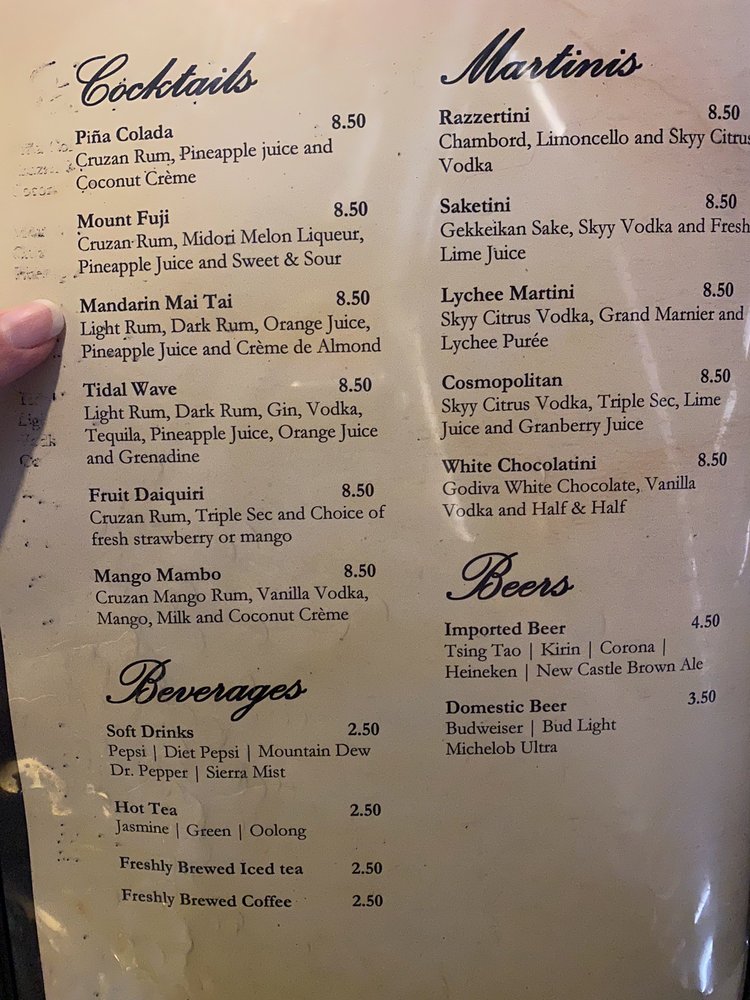 Cocktails
Piña Colada 8.50
Cruzan Rum, Pineapple juice and
Coconut Crème
Mount Fuji 8.50
Cruzan Rum, Midori Melon Liqueur,
Pineapple Juice and Sweet & Sour
Mandarin Mai Tai 8.50
Light Rum, Dark Rum, Orange Juice,
Pineapple Juice and Crème de Almond
Tidal Wave 8.50
Light Rum, Dark Rum, Gin, Vodka,
Tequila, Pineapple Juice, Orange Juice
and Grenadine
Fruit Daiquiri 8.50
Cruzan Rum, Triple Sec and Choice of
fresh strawberry or mango
Mango Mambo 8.50
Cruzan Mango Rum, Vanilla Vodka,
Mango, Milk and Coconut Crème
Beverages
Soft Drinks 2.50
Pepsi | Diet Pepsi | Mountain Dew
Dr. Pepper | Sierra Mist
Hot Tea 2.50
Jasmine | Green | Oolong
Freshly Brewed Iced tea 2.50
Freshly Brewed Coffee 2.50
Martinis
Razzertini 8.50
Chambord, Limoncello and Skyy Citrus
Vodka
Saketini 8.50
Gekkeikan Sake, Skyy Vodka and Fresh
Lime Juice
Lychee Martini 8.50
Skyy Citrus Vodka, Grand Marnier and
Lychee Purée
Cosmopolitan 8.50
Skyy Citrus Vodka, Triple Sec, Lime
Juice and Granberry Juice
White Chocolatini 8.50
Godiva White Chocolate, Vanilla
Vodka and Half & Half
Beers
Imported Beer 4.50
Tsing Tao | Kirin | Corona |
Heineken | New Castle Brown Ale
Domestic Beer 3.50
Budweiser | Bud Light
Michelob Ultra